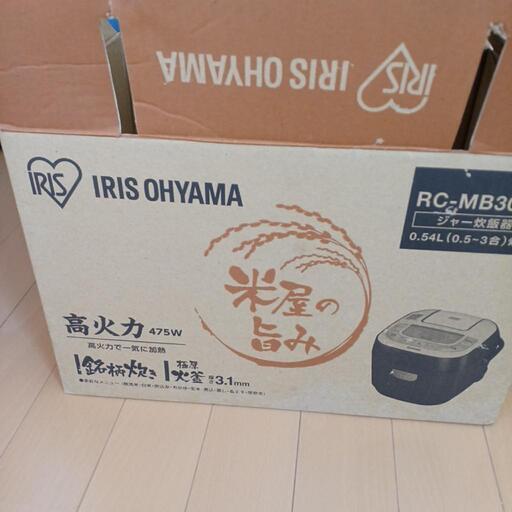 IRIS OHYAMA
IRIS
IRIS
IRIS OHYAMA
RC-MB30
ジャー炊飯器
0.54L(0.5~3合)
米屋の
旨み
高火力 475W
高火力で一気に加熱
銘柄炊き
極厚
火釜 厚さ3.1mm